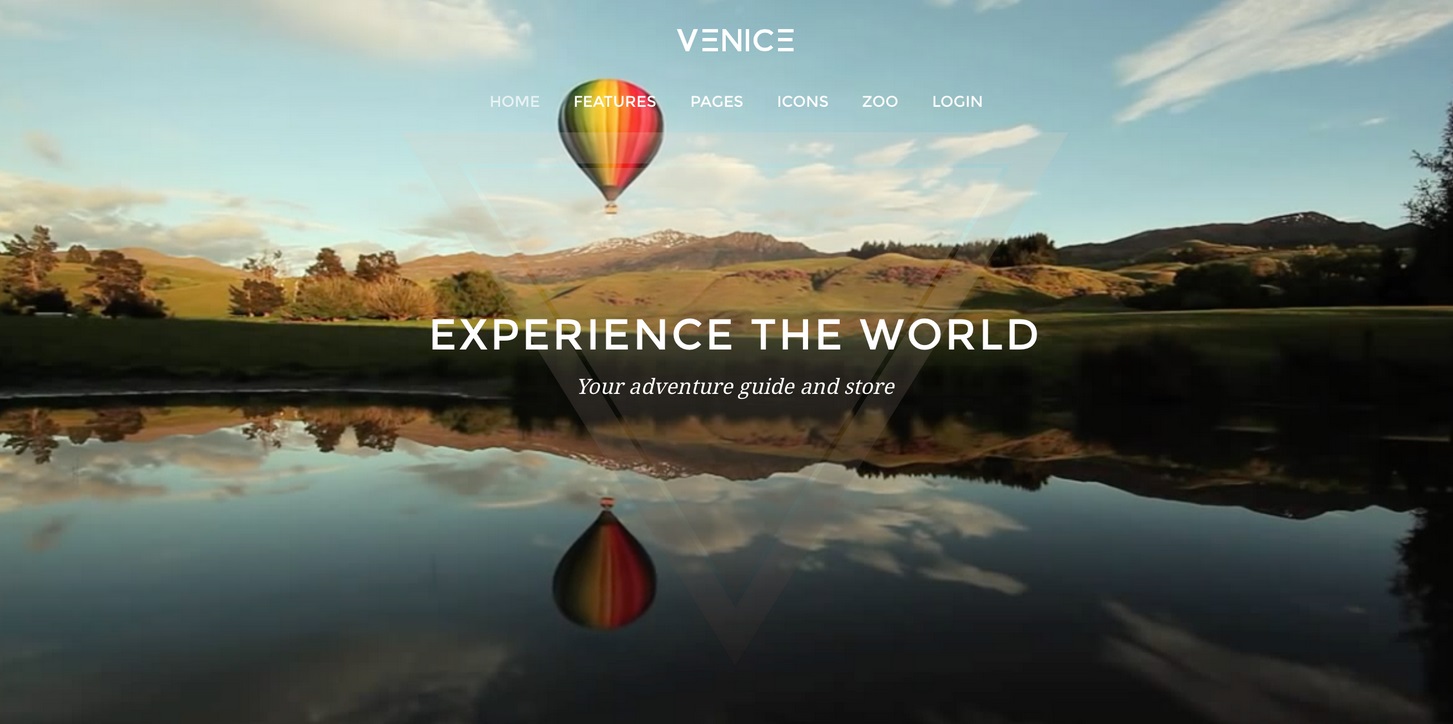 VENICE
HOME FEATURES PAGES ICONS ZOO LOGIN
EXPERIENCE THE WORLD
Your adventure guide and store